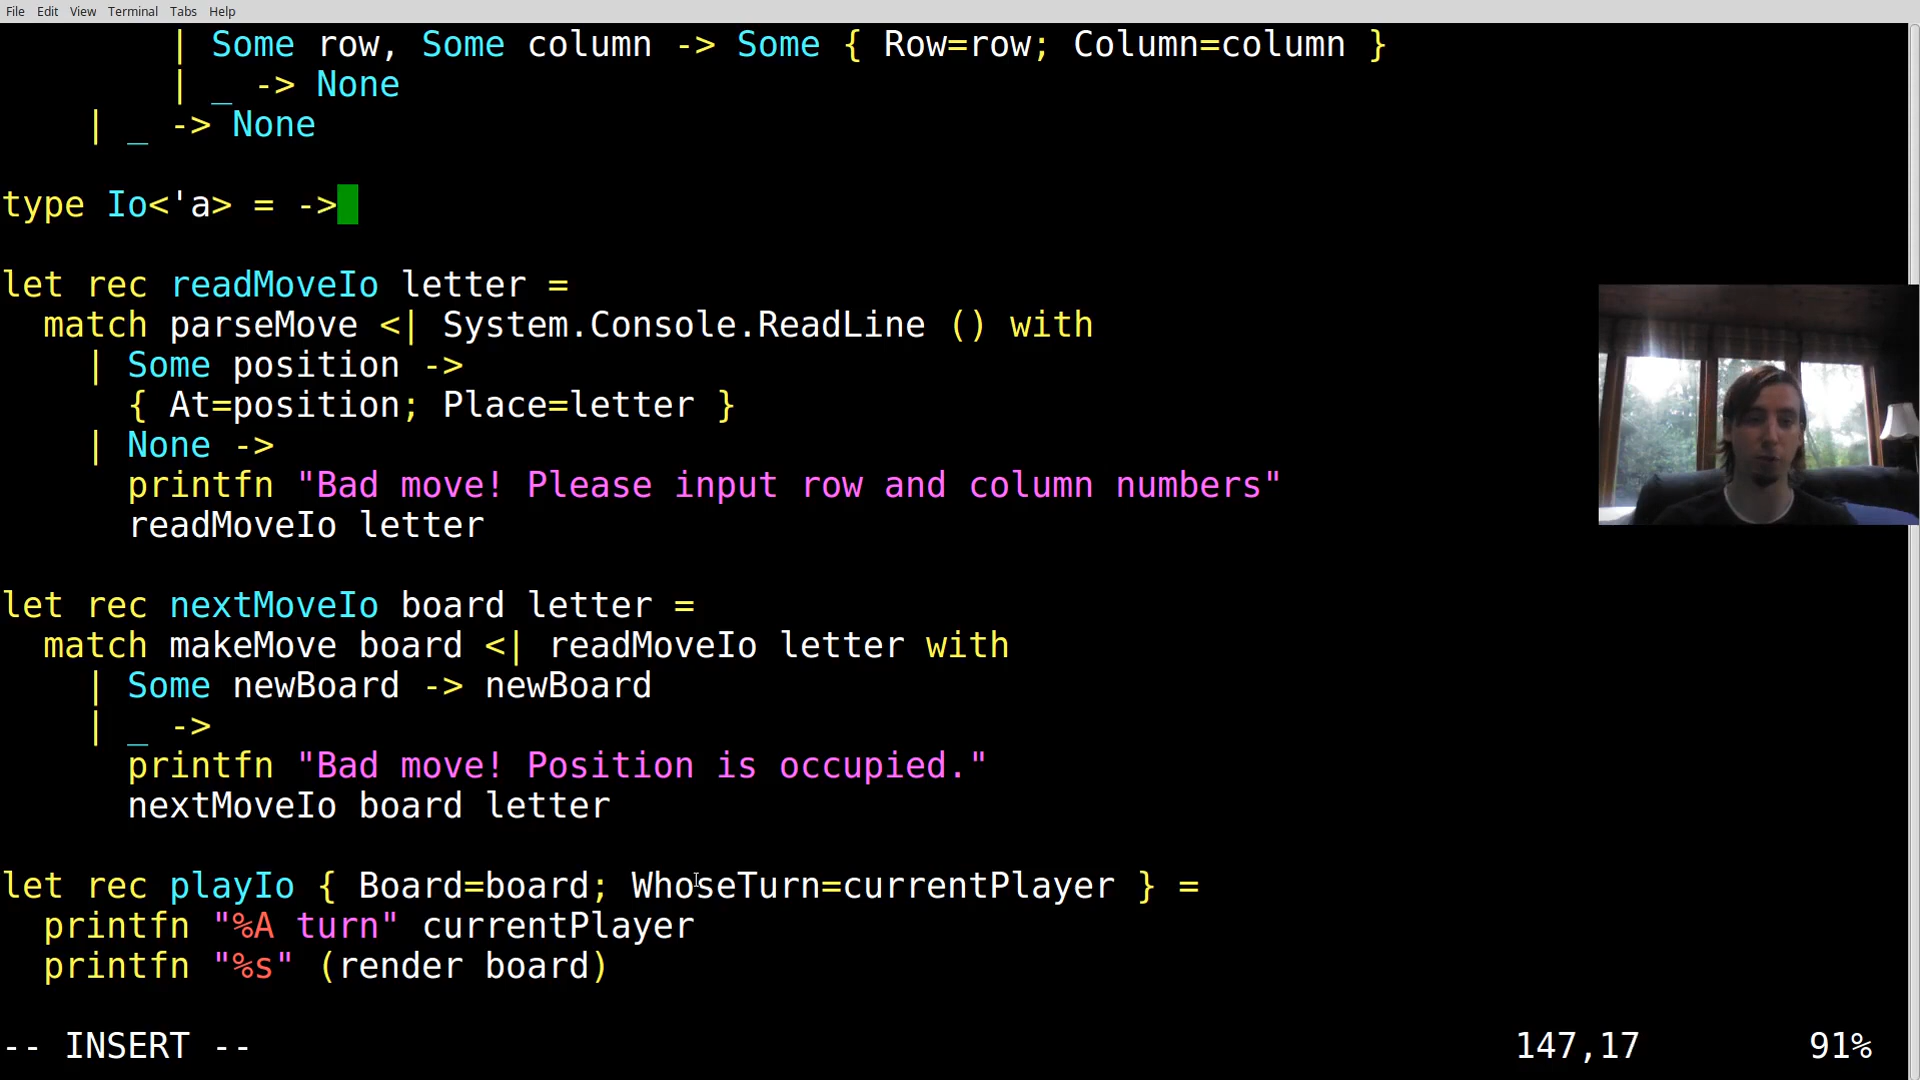 File Edit View Terminal Tabs Help
| Some row, Some column -> Some { Row=row; Column=column }
| _ -> None
| _ -> None
type Io<'a> = ->
let rec readMoveIo letter =
match parseMove <| System.Console.ReadLine () with
| Some position ->
{ At=position; Place=letter }
| None ->
printfn "Bad move! Please input row and column numbers"
readMoveIo letter
let rec nextMoveIo board letter =
match makeMove board <| readMoveIo letter with
| Some newBoard -> newBoard
| _ ->
printfn "Bad move! Position is occupied."
nextMoveIo board letter
let rec playIo { Board=board; WhoseTurn=currentPlayer } =
printfn "%A turn" currentPlayer
printfn "%s" (render board)
-- INSERT -- 147,17 91%